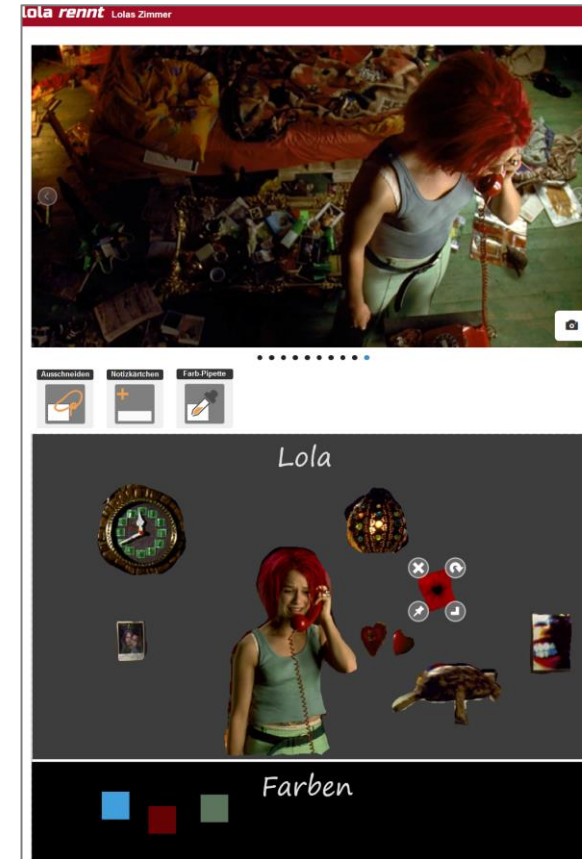 lola rennt Lolas Zimmer
Ausschneiden Notizkärtchen Farb-Pipette
Lola
Farben